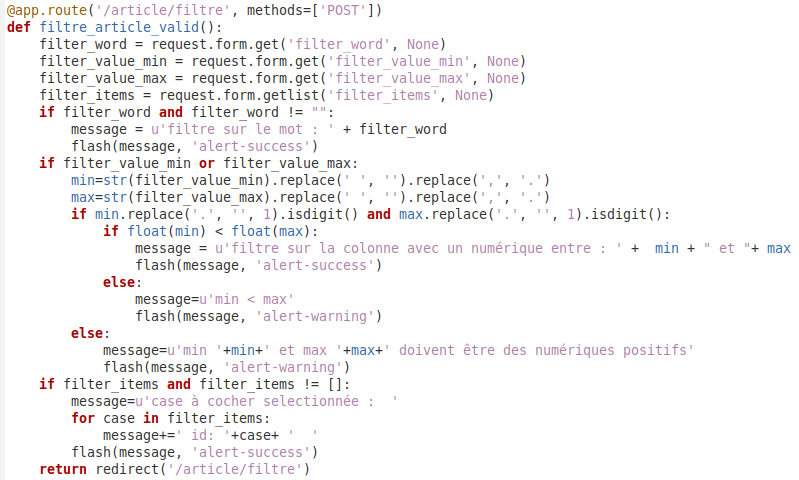 @app.route('/article/filtre', methods=['POST'])
def filtre_article_valid():
    filter_word = request.form.get('filter_word', None)
    filter_value_min = request.form.get('filter_value_min', None)
    filter_value_max = request.form.get('filter_value_max', None)
    filter_items = request.form.getlist('filter_items', None)
    if filter_word and filter_word != "":
        message = u'filtre sur le mot : ' + filter_word
        flash(message, 'alert-success')
    if filter_value_min or filter_value_max:
        min=str(filter_value_min).replace(' ', '').replace(',', '.')
        max=str(filter_value_max).replace(' ', '').replace(',', '.')
        if min.replace('.', '', 1).isdigit() and max.replace('.', '', 1).isdigit():
            if float(min) < float(max):
                message = u'filtre sur la colonne avec un numérique entre : ' +  min + " et "+ max
                flash(message, 'alert-success')
            else:
                message=u'min < max'
                flash(message, 'alert-warning')
        else:
            message=u'min '+min+' et max '+max+' doivent être des numériques positifs'
            flash(message, 'alert-warning')
    if filter_items and filter_items != []:
        message=u'case à cocher selectionnée :  '
        for case in filter_items:
            message+=' id: '+case+ '  '
        flash(message, 'alert-success')
    return redirect('/article/filtre')